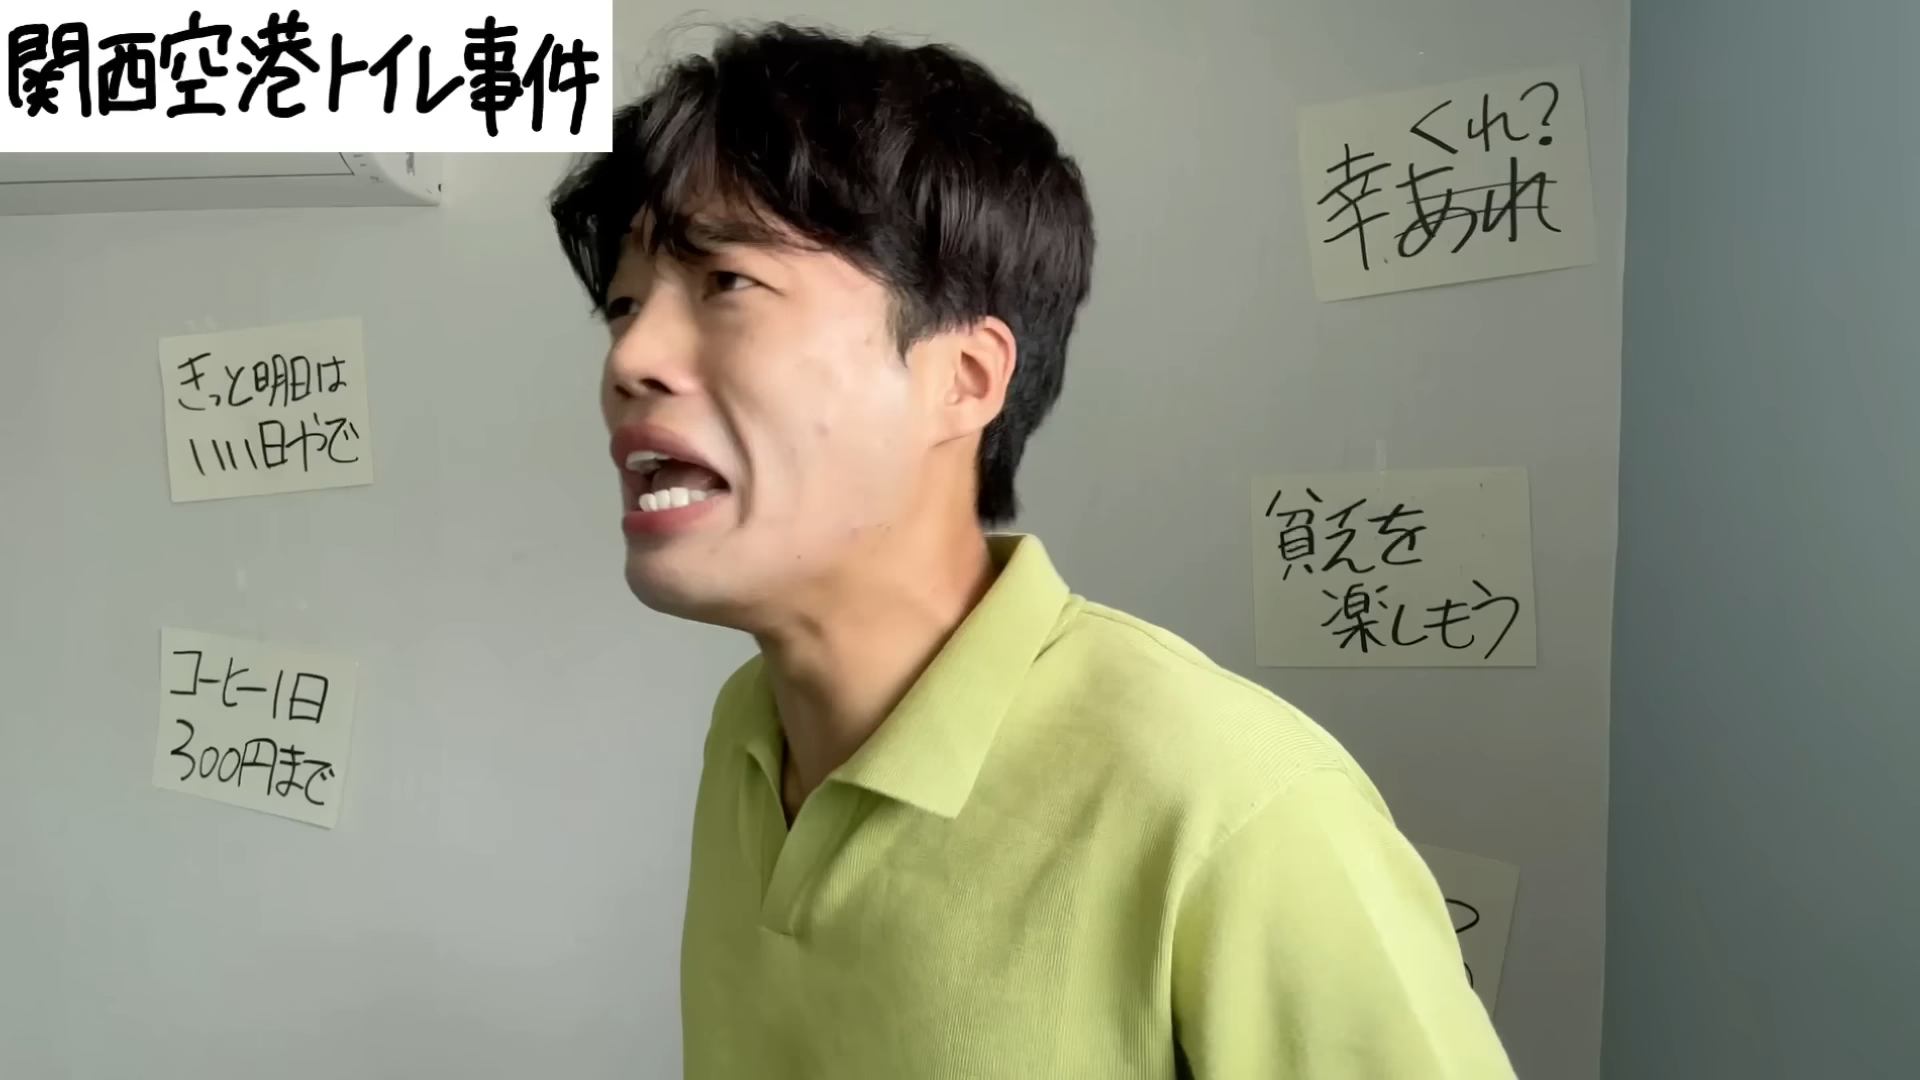 関西空港トイレ事件
くれ?
幸あれ
きっと明日は
いい日やで
貧乏を
楽しもう
コーヒー1日
300円まで